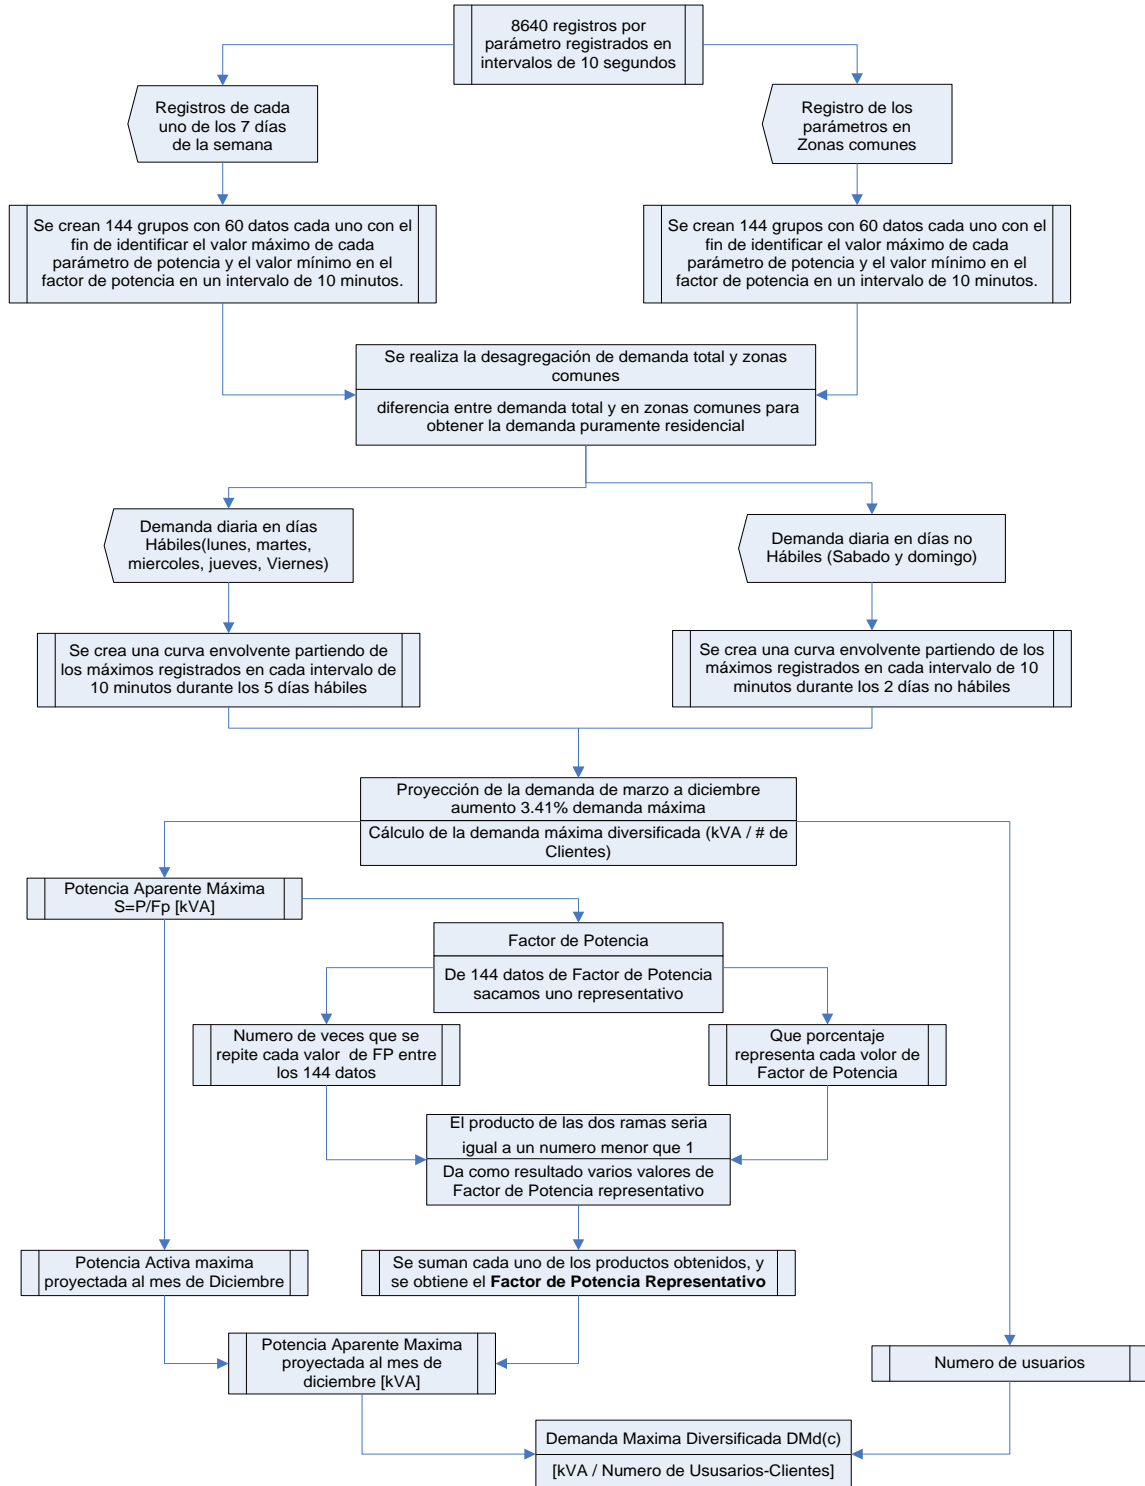 8640 registros por
parámetro registrados en
intervalos de 10 segundos
Registros de cada
uno de los 7 días
de la semana
Registro de los
parámetros en
Zonas comunes
Se crean 144 grupos con 60 datos cada uno con el
fin de identificar el valor máximo de cada
parámetro de potencia y el valor mínimo en el
factor de potencia en un intervalo de 10 minutos.
Se crean 144 grupos con 60 datos cada uno con el
fin de identificar el valor máximo de cada
parámetro de potencia y el valor mínimo en el
factor de potencia en un intervalo de 10 minutos.
Se realiza la desagregación de demanda total y zonas
comunes
diferencia entre demanda total y en zonas comunes para
obtener la demanda puramente residencial
Demanda diaria en días
Hábiles(lunes, martes,
miercoles, jueves, Viernes)
Demanda diaria en días no
Hábiles (Sabado y domingo)
Se crea una curva envolvente partiendo de
los máximos registrados en cada intervalo de
10 minutos durante los 5 días hábiles
Se crea una curva envolvente partiendo de los
máximos registrados en cada intervalo de 10
minutos durante los 2 días no hábiles
Proyección de la demanda de marzo a diciembre
aumento 3.41% demanda máxima
Cálculo de la demanda máxima diversificada (kVA / # de
Clientes)
Potencia Aparente Máxima
S=P/Fp [kVA]
Factor de Potencia
De 144 datos de Factor de Potencia
sacamos uno representativo
Numero de veces que se
repite cada valor de FP entre
los 144 datos
Que porcentaje
representa cada volor de
Factor de Potencia
El producto de las dos ramas seria
igual a un numero menor que 1
Da como resultado varios valores de
Factor de Potencia representativo
Potencia Activa maxima
proyectada al mes de Diciembre
Se suman cada uno de los productos obtenidos, y
se obtiene el Factor de Potencia Representativo
Potencia Aparente Maxima
proyectada al mes de
diciembre [kVA]
Numero de usuarios
Demanda Maxima Diversificada DMd(c)
[kVA / Numero de Ususarios-Clientes]